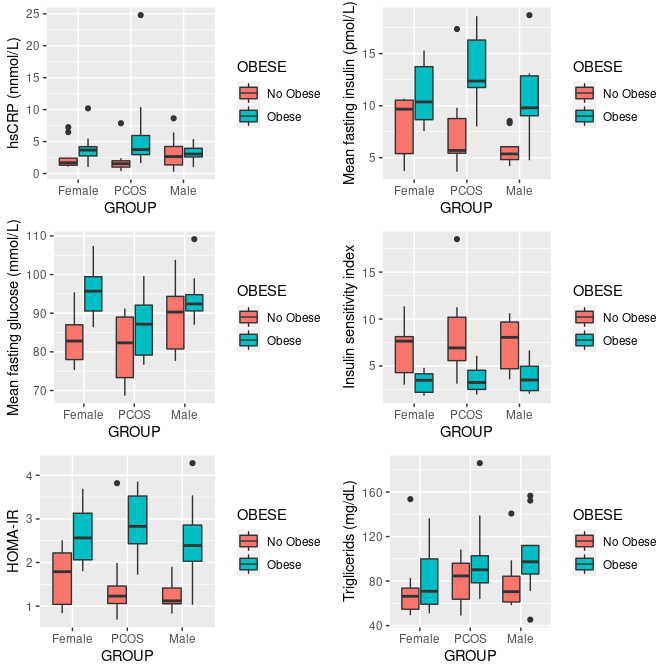 hsCRP (nmol/L)
25
20
15
10
5
0
Female PCOS Male
GROUP
OBESE
No Obese
Obese
Mean fasting insulin (pmol/L)
15
10
5
Female PCOS Male
GROUP
OBESE
No Obese
Obese
Mean fasting glucose (mmol/L)
110
100
90
80
70
Female PCOS Male
GROUP
OBESE
No Obese
Obese
Insulin sensitivity index
15
10
5
Female PCOS Male
GROUP
OBESE
No Obese
Obese
HOMA-IR
4
3
2
1
Female PCOS Male
GROUP
OBESE
No Obese
Obese
Triglicerids (mg/dL)
160
120
80
40
Female PCOS Male
GROUP
OBESE
No Obese
Obese